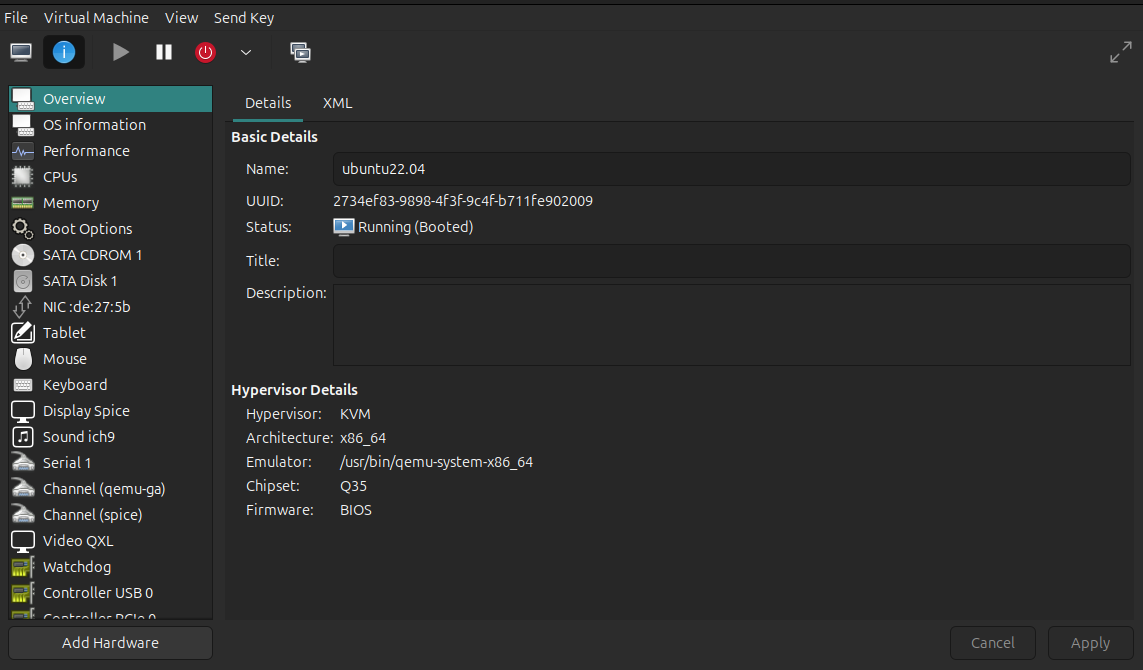 File Virtual Machine View Send Key
Overview
OS information
Performance
CPUs
Memory
Boot Options
SATA CDROM 1
SATA Disk 1
NIC :de:27:5b
Tablet
Mouse
Keyboard
Display Spice
Sound ich9
Serial 1
Channel (qemu-ga)
Channel (spice)
Video QXL
Watchdog
Controller USB 0
Controller PCIe 0
Add Hardware
Details XML
Basic Details
Name: ubuntu22.04
UUID: 2734ef83-9898-4f3f-9c4f-b711fe902009
Status: Running (Booted)
Title:
Description:
Hypervisor Details
Hypervisor: KVM
Architecture: x86_64
Emulator: /usr/bin/qemu-system-x86_64
Chipset: Q35
Firmware: BIOS
Cancel Apply